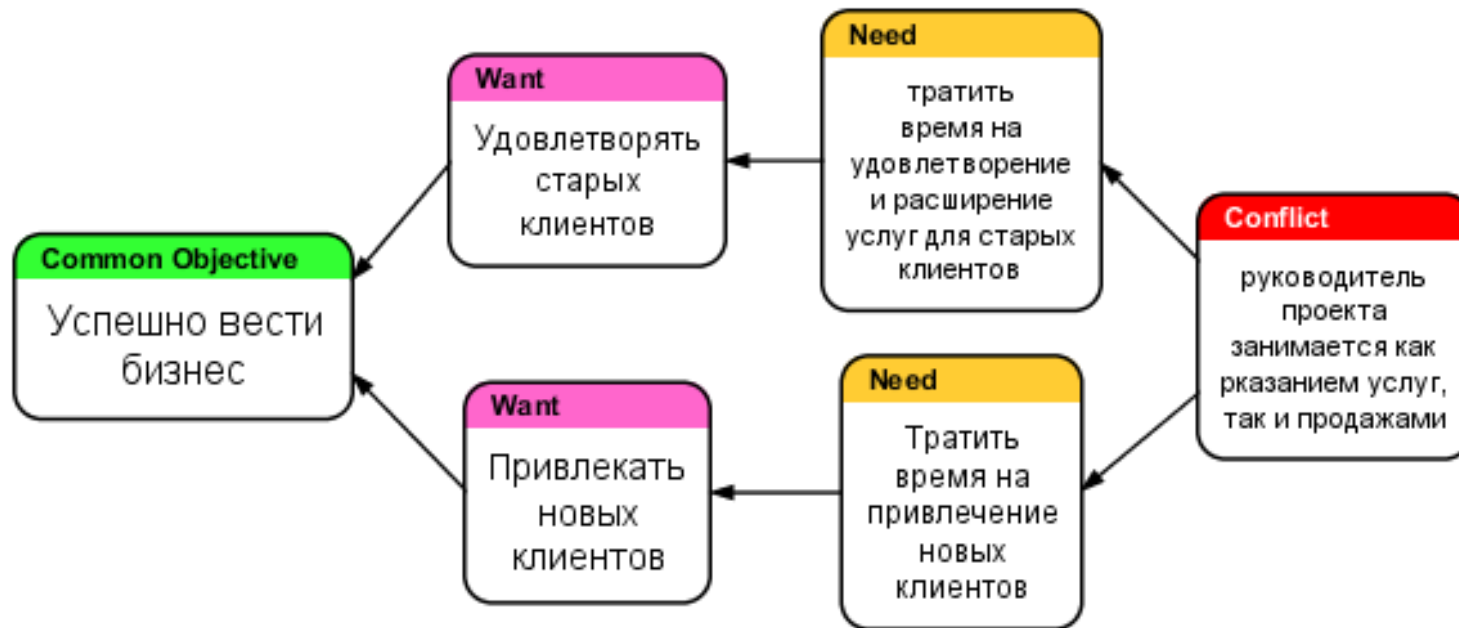 Common Objective
Успешно вести
бизнес
Want
Удовлетворять
старых
клиентов
Want
Привлекать
новых
клиентов
Need
тратить
время на
удовлетворение
и расширение
услуг для старых
клиентов
Need
Тратить
время на
привлечение
новых
клиентов
Conflict
руководитель
проекта
занимается как
рказанием услуг,
так и продажами